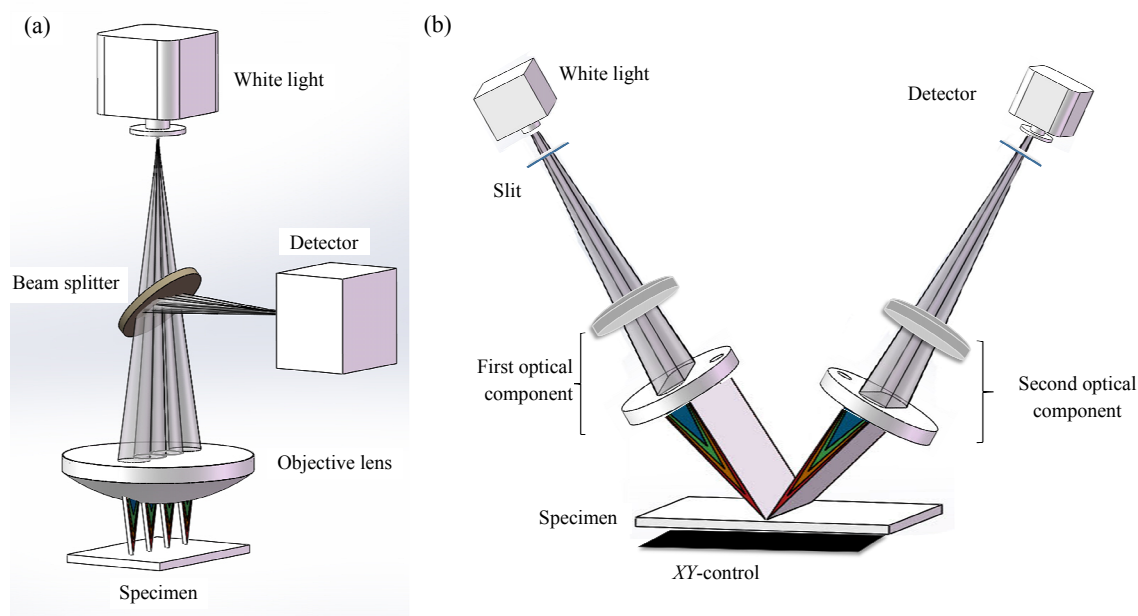 (a)
White light
Detector
Beam splitter
Objective lens
Specimen
(b)
White light
Detector
Slit
First optical
component
Second optical
component
Specimen
XY-control